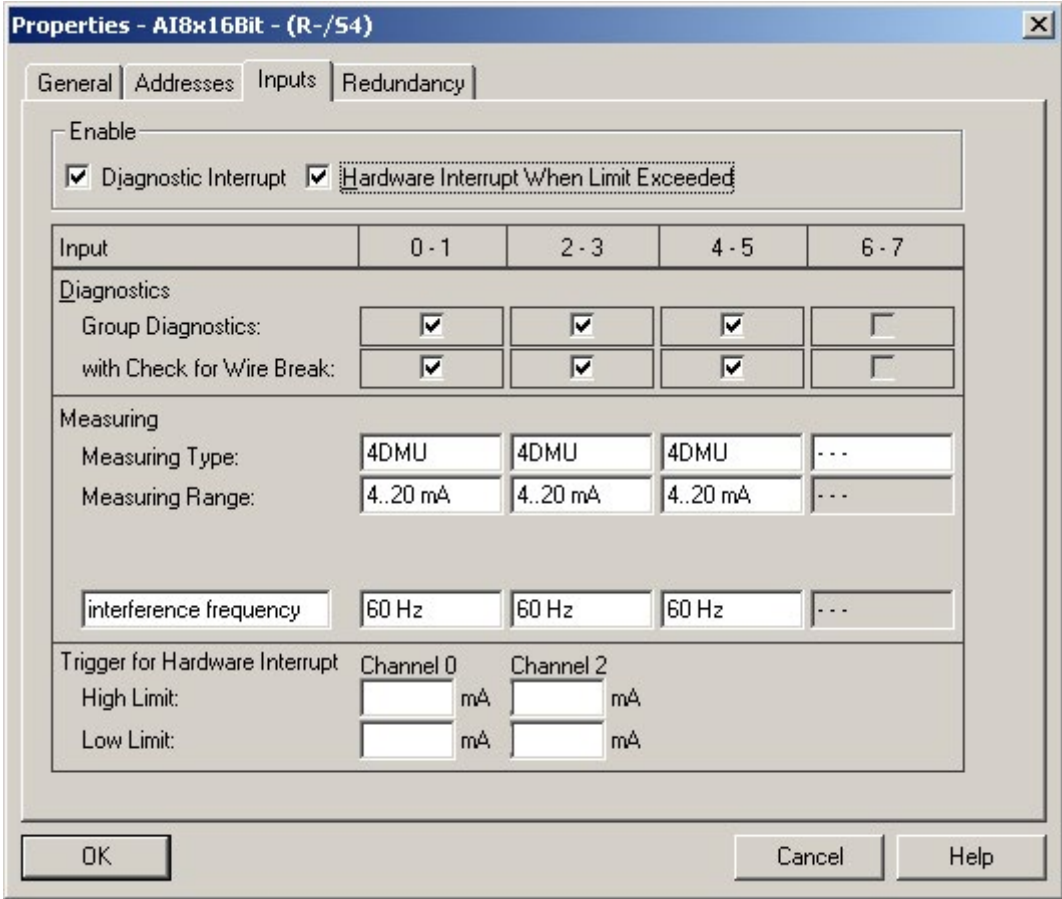 Properties - AI8x16Bit - (R-/S4)
General Addresses Inputs Redundancy
Enable
Diagnostic Interrupt Hardware Interrupt When Limit Exceeded
Input 0 - 1 2 - 3 4 - 5 6 - 7
Diagnostics
Group Diagnostics:
with Check for Wire Break:
Measuring
Measuring Type: 4DMU 4DMU 4DMU - - -
Measuring Range: 4..20 mA 4..20 mA 4..20 mA - - -
interference frequency 60 Hz 60 Hz 60 Hz - - -
Trigger for Hardware Interrupt Channel 0 Channel 2
High Limit: mA mA
Low Limit: mA mA
OK Cancel Help